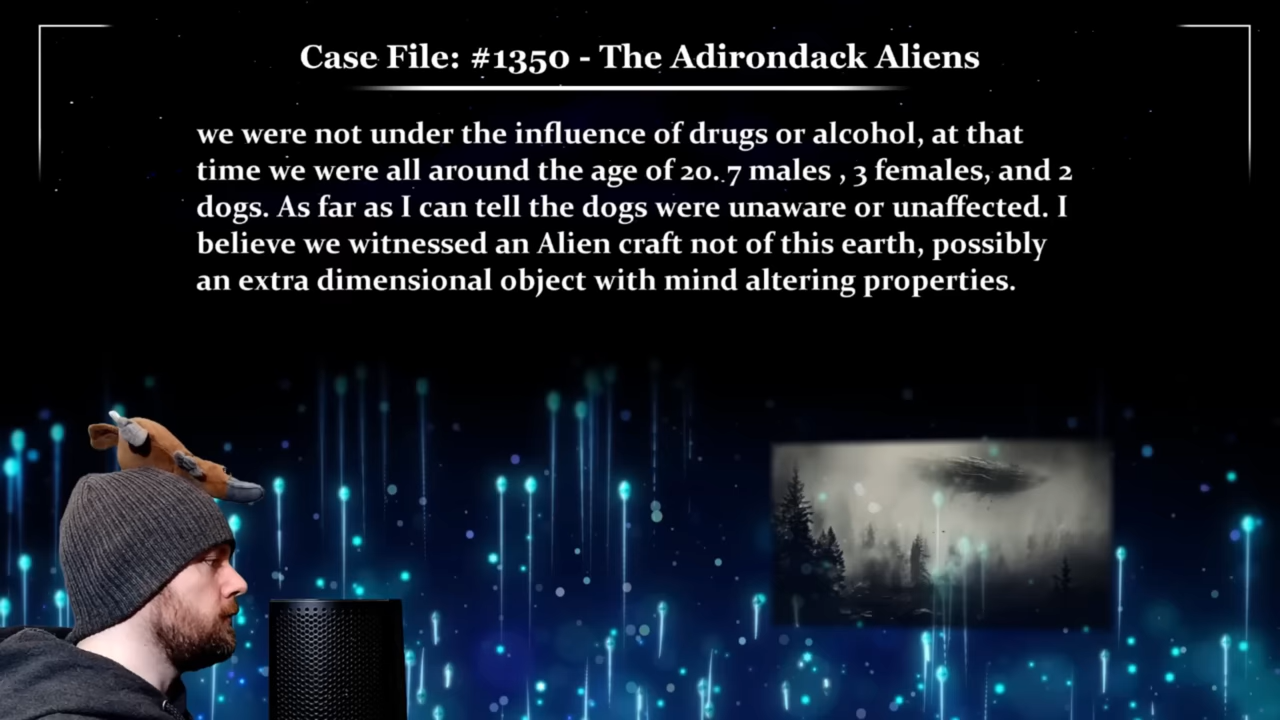 Case File: #1350 - The Adirondack Aliens
we were not under the influence of drugs or alcohol, at that
time we were all around the age of 20. 7 males , 3 females, and 2
dogs. As far as I can tell the dogs were unaware or unaffected. I
believe we witnessed an Alien craft not of this earth, possibly
an extra dimensional object with mind altering properties.